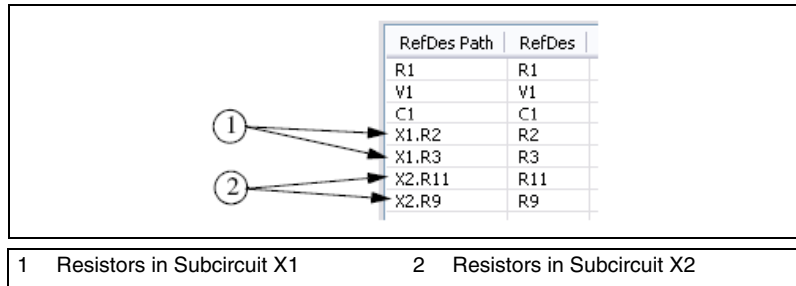 RefDes Path RefDes
R1 R1
V1 V1
C1 C1
1 X1.R2 R2
X1.R3 R3
2 X2.R11 R11
X2.R9 R9
1 Resistors in Subcircuit X1 2 Resistors in Subcircuit X2